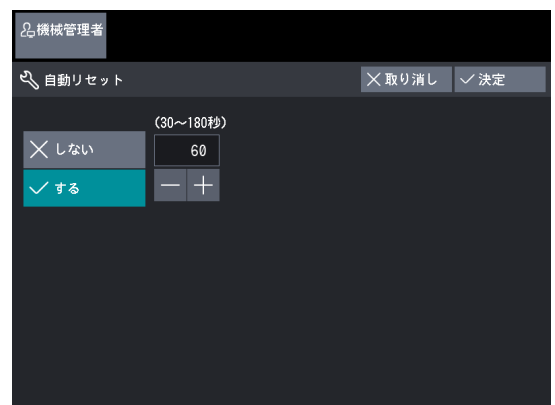 機械管理者
自動リセット
取り消し
決定
(30～180秒)
しない
60
する